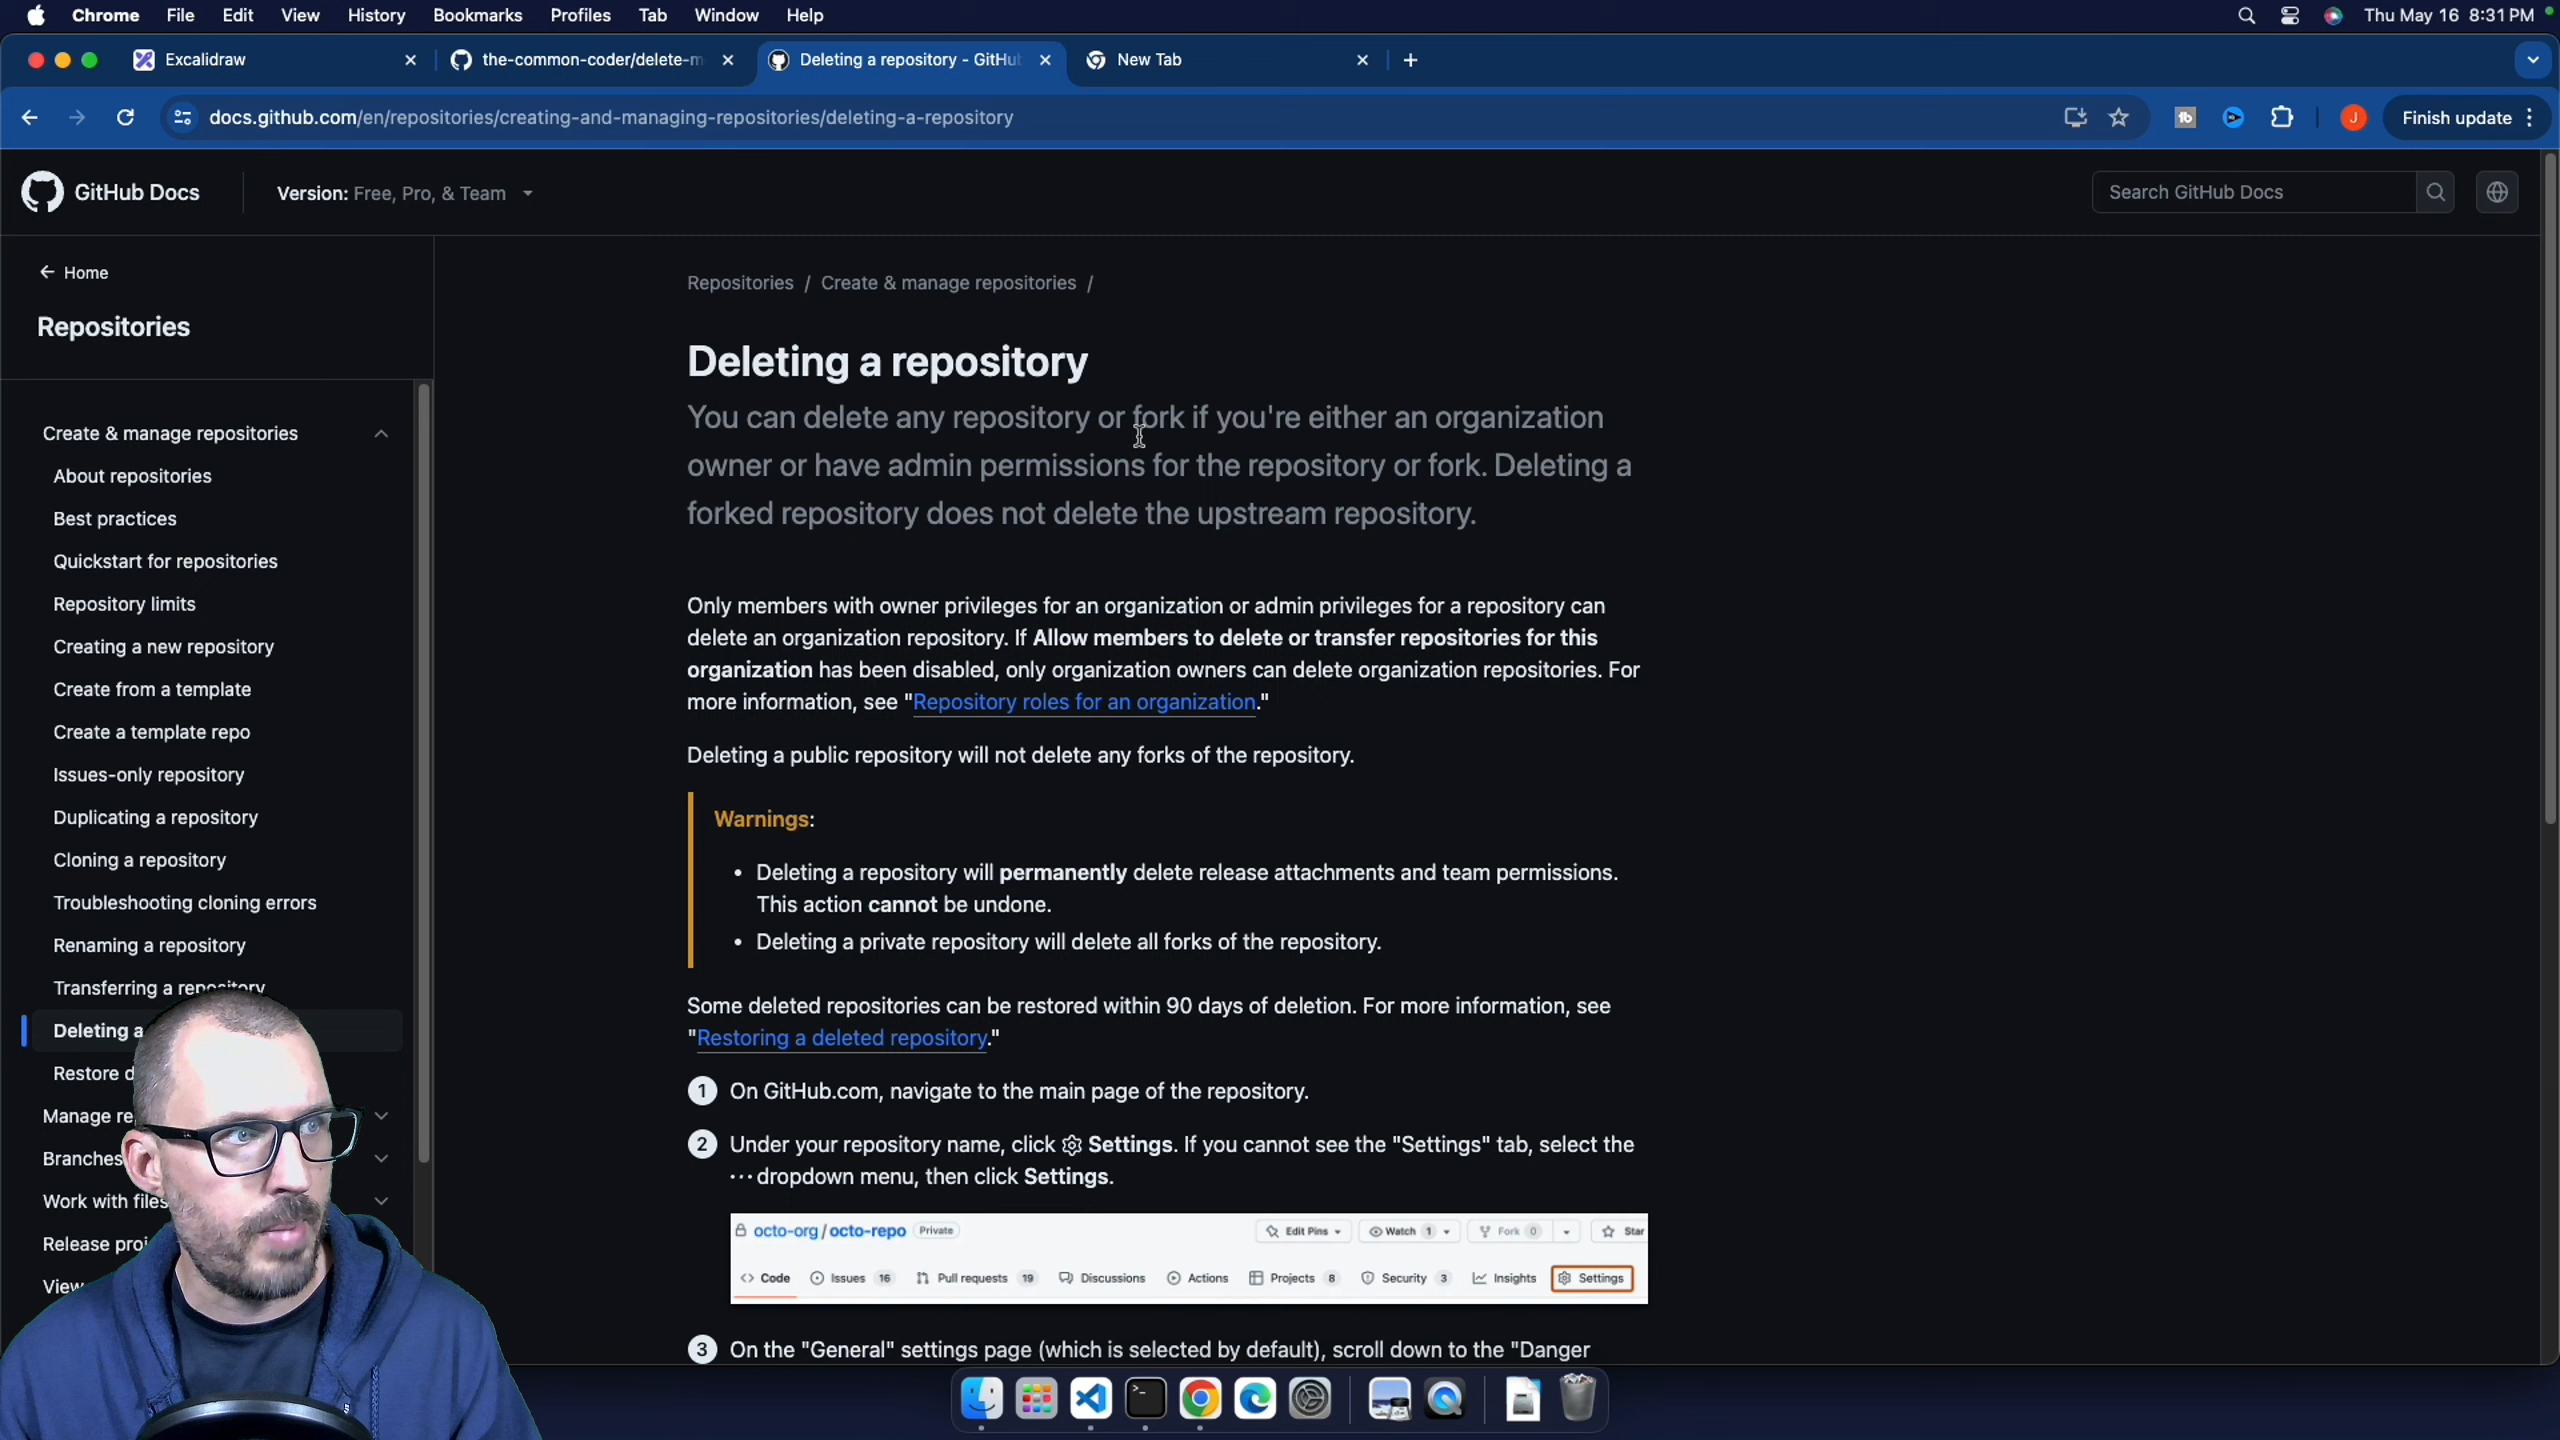 Chrome File Edit View History Bookmarks Profiles Tab Window Help Thu May 16 8:31 PM
Excalidraw the-common-coder/delete-m Deleting a repository - GitHu New Tab
docs.github.com/en/repositories/creating-and-managing-repositories/deleting-a-repository tb J Finish update
GitHub Docs Version: Free, Pro, & Team Search GitHub Docs
Home
Repositories
Create & manage repositories
About repositories
Best practices
Quickstart for repositories
Repository limits
Creating a new repository
Create from a template
Create a template repo
Issues-only repository
Duplicating a repository
Cloning a repository
Troubleshooting cloning errors
Renaming a repository
Transferring a repository
Deleting a
Restore d
Manage re
Branches
Work with files
Release proj
View
Repositories / Create & manage repositories /
Deleting a repository
You can delete any repository or fork if you're either an organization
owner or have admin permissions for the repository or fork. Deleting a
forked repository does not delete the upstream repository.
Only members with owner privileges for an organization or admin privileges for a repository can
delete an organization repository. If Allow members to delete or transfer repositories for this
organization has been disabled, only organization owners can delete organization repositories. For
more information, see "Repository roles for an organization."
Deleting a public repository will not delete any forks of the repository.
Warnings:
• Deleting a repository will permanently delete release attachments and team permissions.
This action cannot be undone.
• Deleting a private repository will delete all forks of the repository.
Some deleted repositories can be restored within 90 days of deletion. For more information, see
"Restoring a deleted repository."
1 On GitHub.com, navigate to the main page of the repository.
2 Under your repository name, click Settings. If you cannot see the "Settings" tab, select the
··· dropdown menu, then click Settings.
octo-org / octo-repo Private Edit Pins Watch 1 Fork 0 Star
Code Issues 16 Pull requests 19 Discussions Actions Projects 8 Security 3 Insights Settings
3 On the "General" settings page (which is selected by default), scroll down to the "Danger